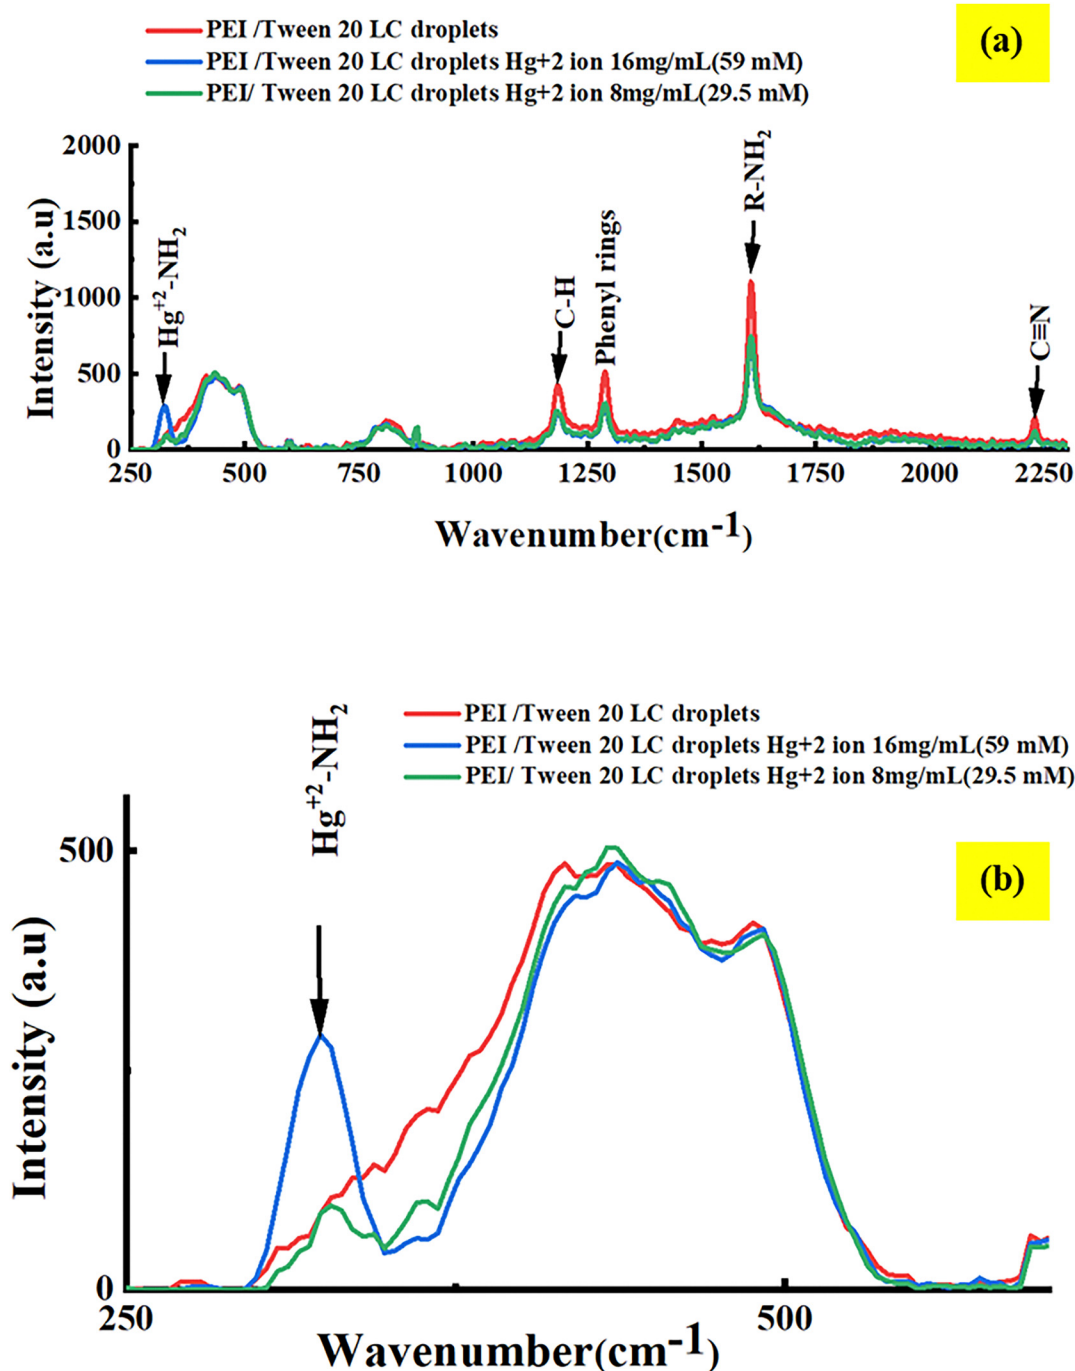 PEI /Tween 20 LC droplets
PEI /Tween 20 LC droplets Hg+2 ion 16mg/mL(59 mM)
PEI/ Tween 20 LC droplets Hg+2 ion 8mg/mL(29.5 mM)
(a)
2000
1500
1000
500
0
Intensity (a.u)
Hg+2-NH2
C-H
Phenyl rings
R-NH2
C≡N
250 500 750 1000 1250 1500 1750 2000 2250
Wavenumber(cm-1)
PEI /Tween 20 LC droplets
PEI /Tween 20 LC droplets Hg+2 ion 16mg/mL(59 mM)
PEI/ Tween 20 LC droplets Hg+2 ion 8mg/mL(29.5 mM)
(b)
Hg+2-NH2
500
0
Intensity (a.u)
250 500
Wavenumber(cm-1)